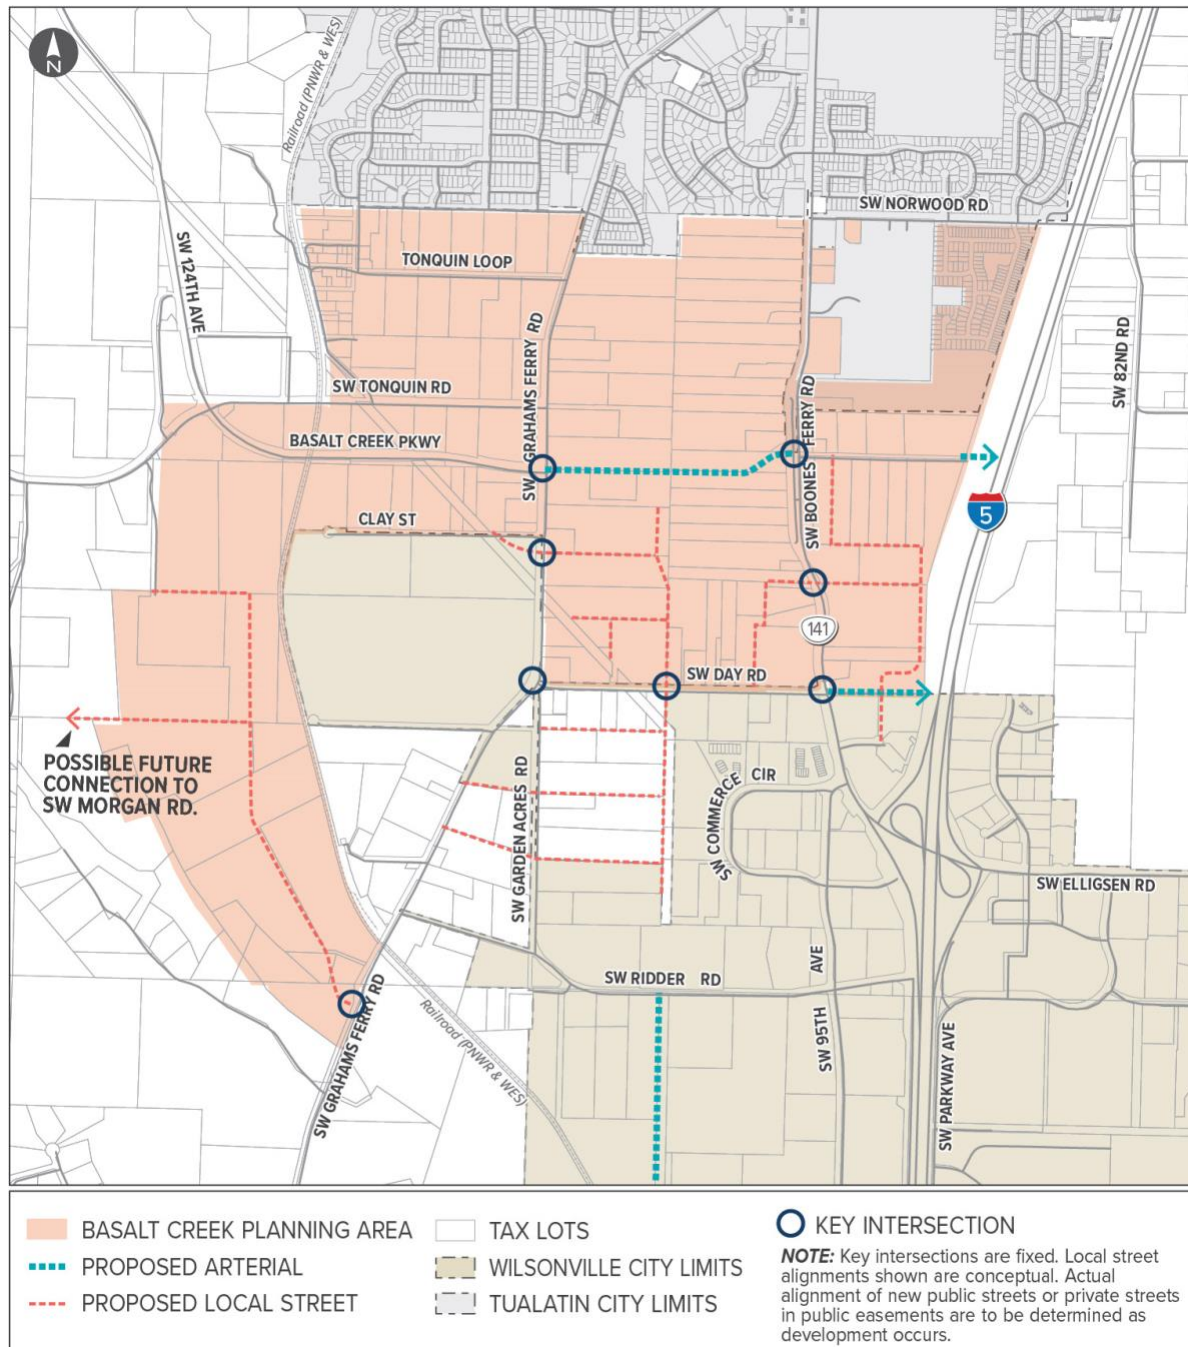 N
Railroad (PNWR & WES)
SW NORWOOD RD
SW 124TH AVE
TONQUIN LOOP
SW GRAHAMS FERRY RD
SW 82ND RD
SW TONQUIN RD
SW BOONES FERRY RD
BASALT CREEK PKWY
5
CLAY ST
141
SW DAY RD
POSSIBLE FUTURE
CONNECTION TO
SW MORGAN RD.
SW COMMERCE CIR
SW GARDEN ACRES RD
SW ELLIGSEN RD
SW RIDDER RD
SW 95TH AVE
SW GRAHAMS FERRY RD
Railroad (PNWR & WES)
SW PARKWAY AVE
BASALT CREEK PLANNING AREA
PROPOSED ARTERIAL
PROPOSED LOCAL STREET
TAX LOTS
WILSONVILLE CITY LIMITS
TUALATIN CITY LIMITS
KEY INTERSECTION
NOTE: Key intersections are fixed. Local street
alignments shown are conceptual. Actual
alignment of new public streets or private streets
in public easements are to be determined as
development occurs.